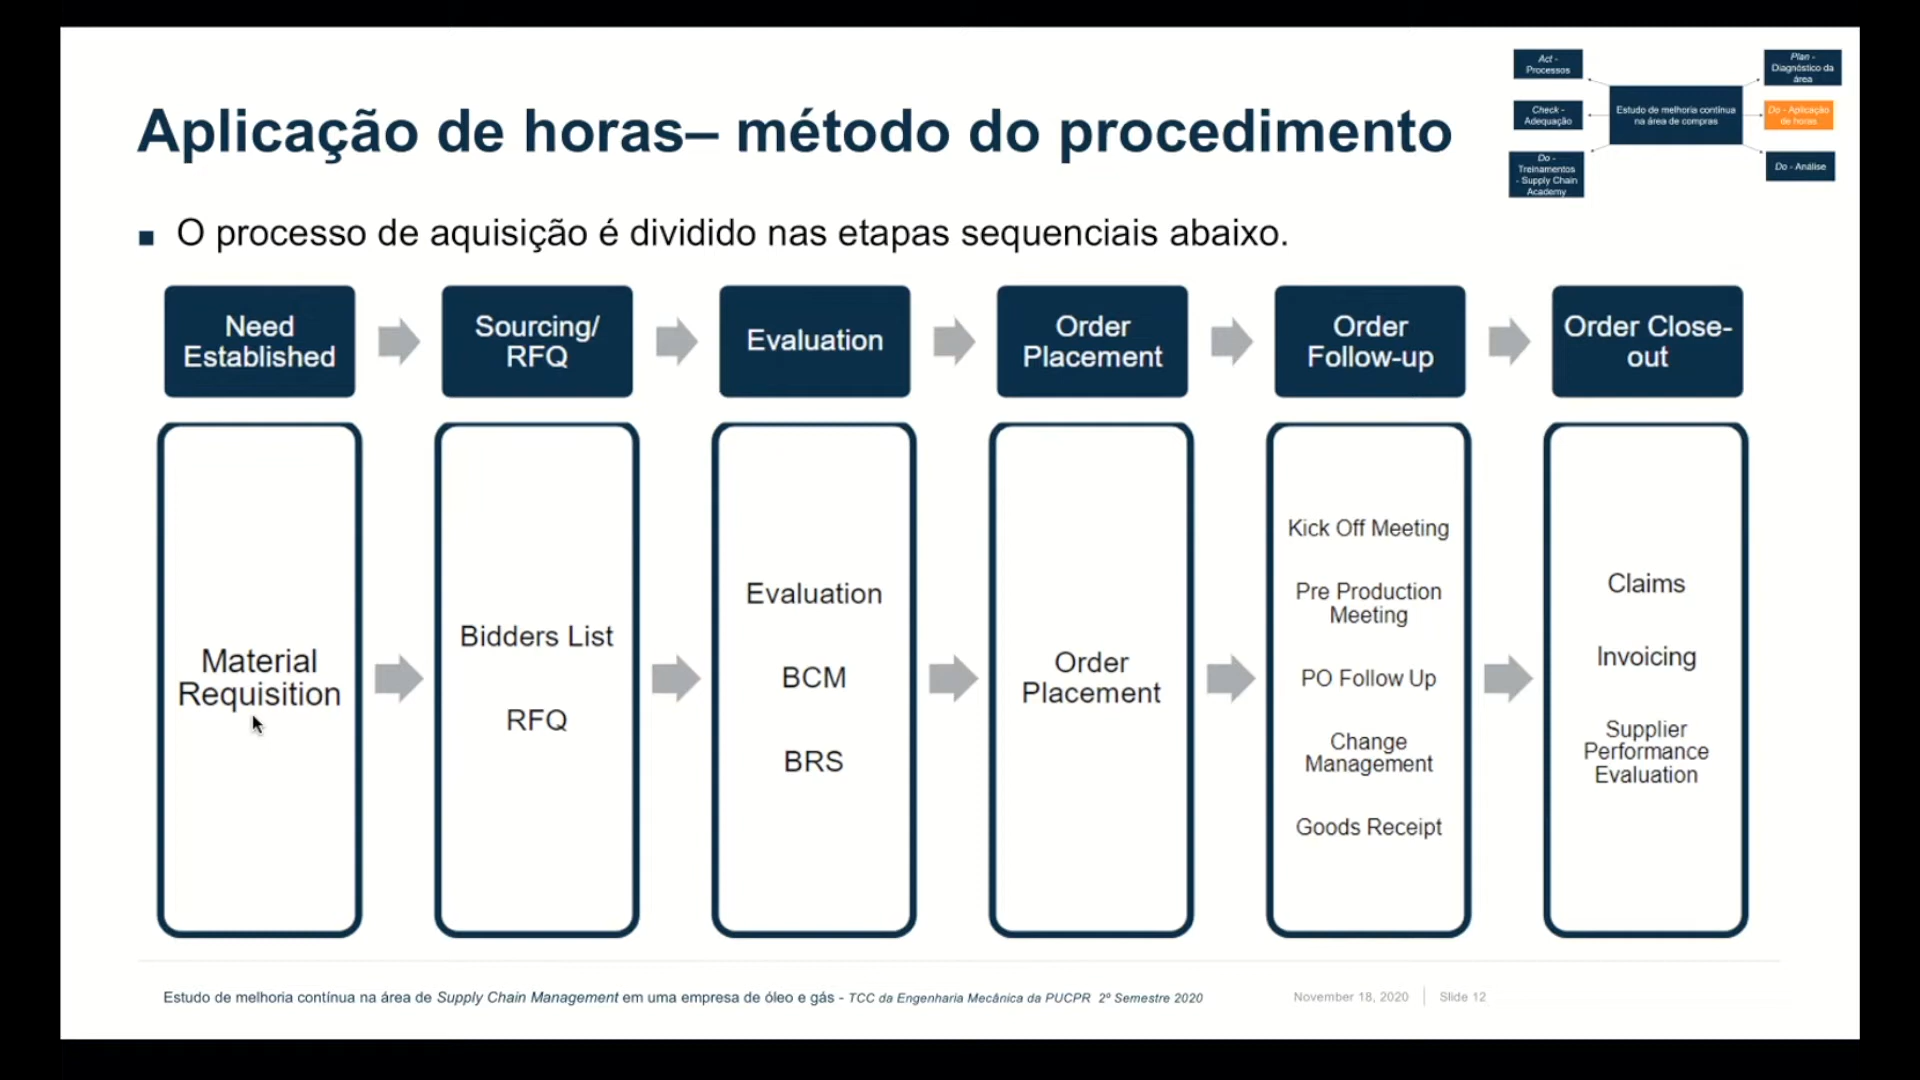 Aplicação de horas– método do procedimento
Act -
Processos
Check -
Adequação
Do -
Treinamentos
- Supply Chain
Academy
Estudo de melhoria contínua
na área de compras
Plan -
Diagnóstico da
área
Do - Aplicação
de horas
Do - Análise
O processo de aquisição é dividido nas etapas sequenciais abaixo.
Need
Established
Sourcing/
RFQ
Evaluation
Order
Placement
Order
Follow-up
Order Close-
out
Material
Requisition
Bidders List
RFQ
Evaluation
BCM
BRS
Order
Placement
Kick Off Meeting
Pre Production
Meeting
PO Follow Up
Change
Management
Goods Receipt
Claims
Invoicing
Supplier
Performance
Evaluation
Estudo de melhoria contínua na área de Supply Chain Management em uma empresa de óleo e gás - TCC da Engenharia Mecânica da PUCPR 2º Semestre 2020
November 18, 2020
Slide 12